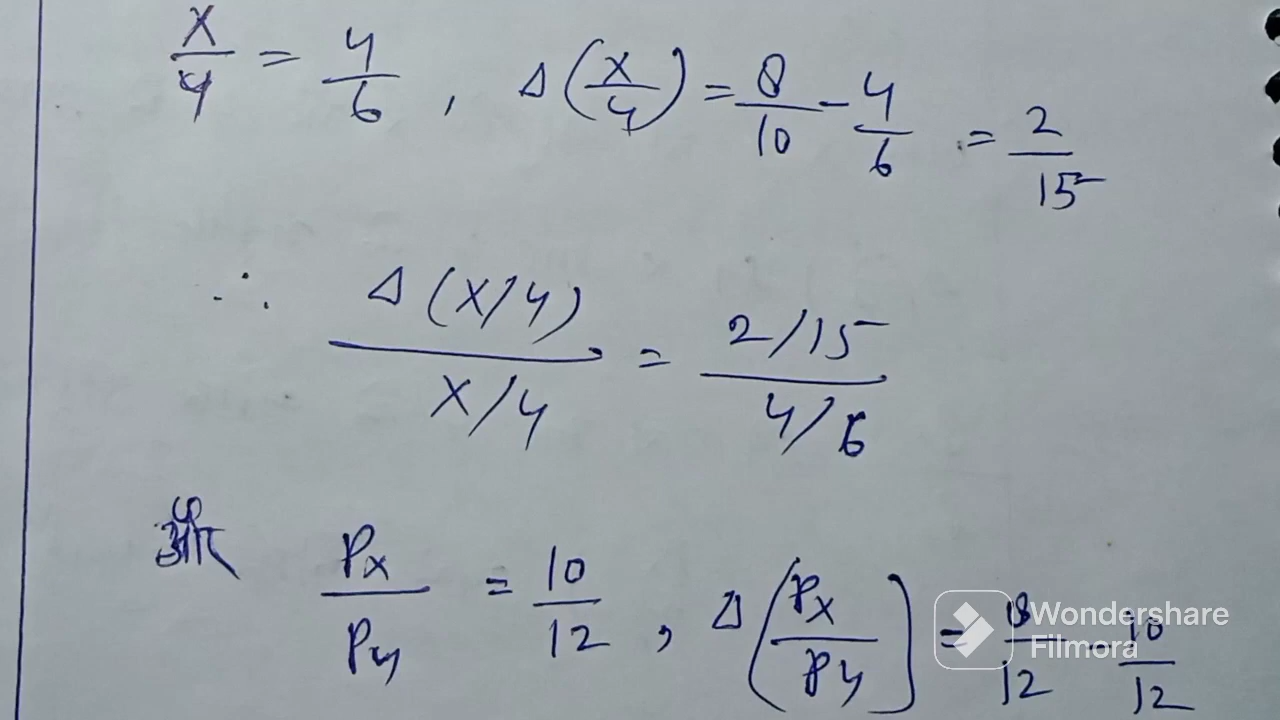 X/y = 4/6 , Δ(X/y) = 8/10 - 4/6 = 2/15
∴ Δ(X/y) / X/y = 2/15 / 4/6
और Px/Py = 10/12 , Δ(Px/Py) = 8/12 - 10/12
Wondershare
Filmora